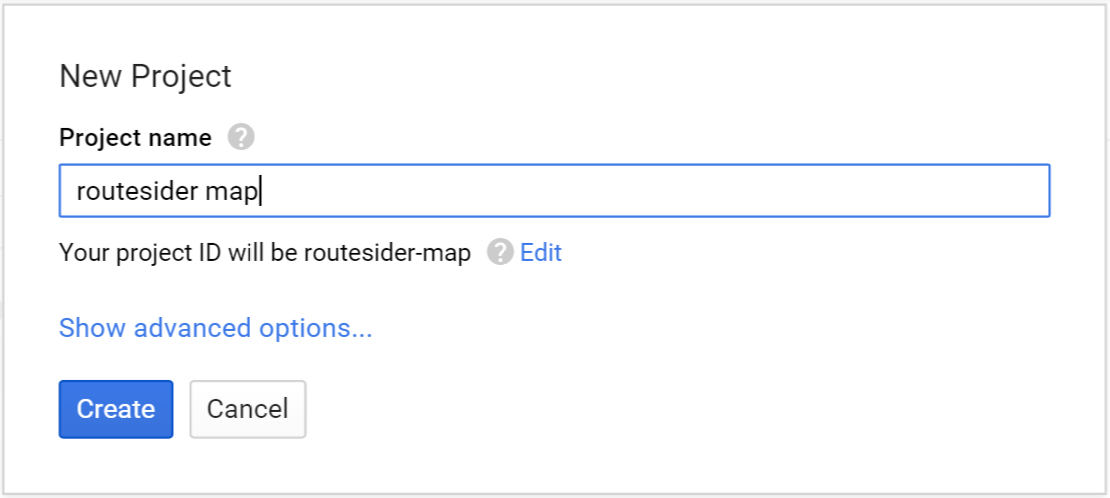 New Project
Project name ?
routesider map
Your project ID will be routesider-map ? Edit
Show advanced options...
Create Cancel